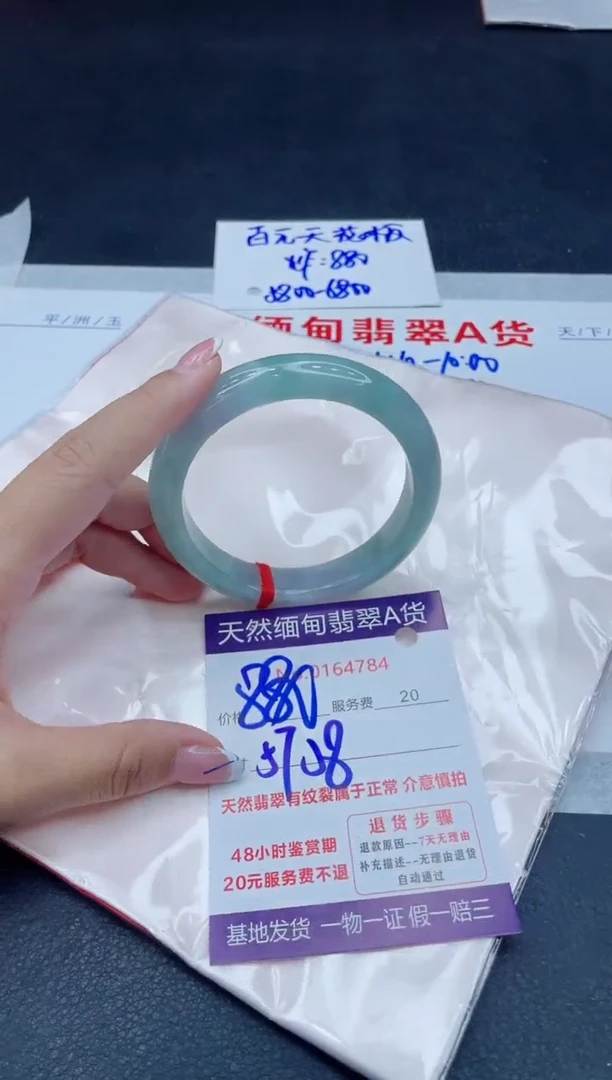 百元天花板
炸:880
5800-6800
平/洲/玉
缅甸翡翠A货
天/下/
天然缅甸翡翠A货
No.0164784
880
服务费 20
57.8
天然翡翠有纹裂属于正常 介意慎拍
48小时鉴赏期
20元服务费不退
退货步骤
退款原因--7天无理由
补充描述--无理由退货
自动通过
基地发货 一物一证 假一赔三